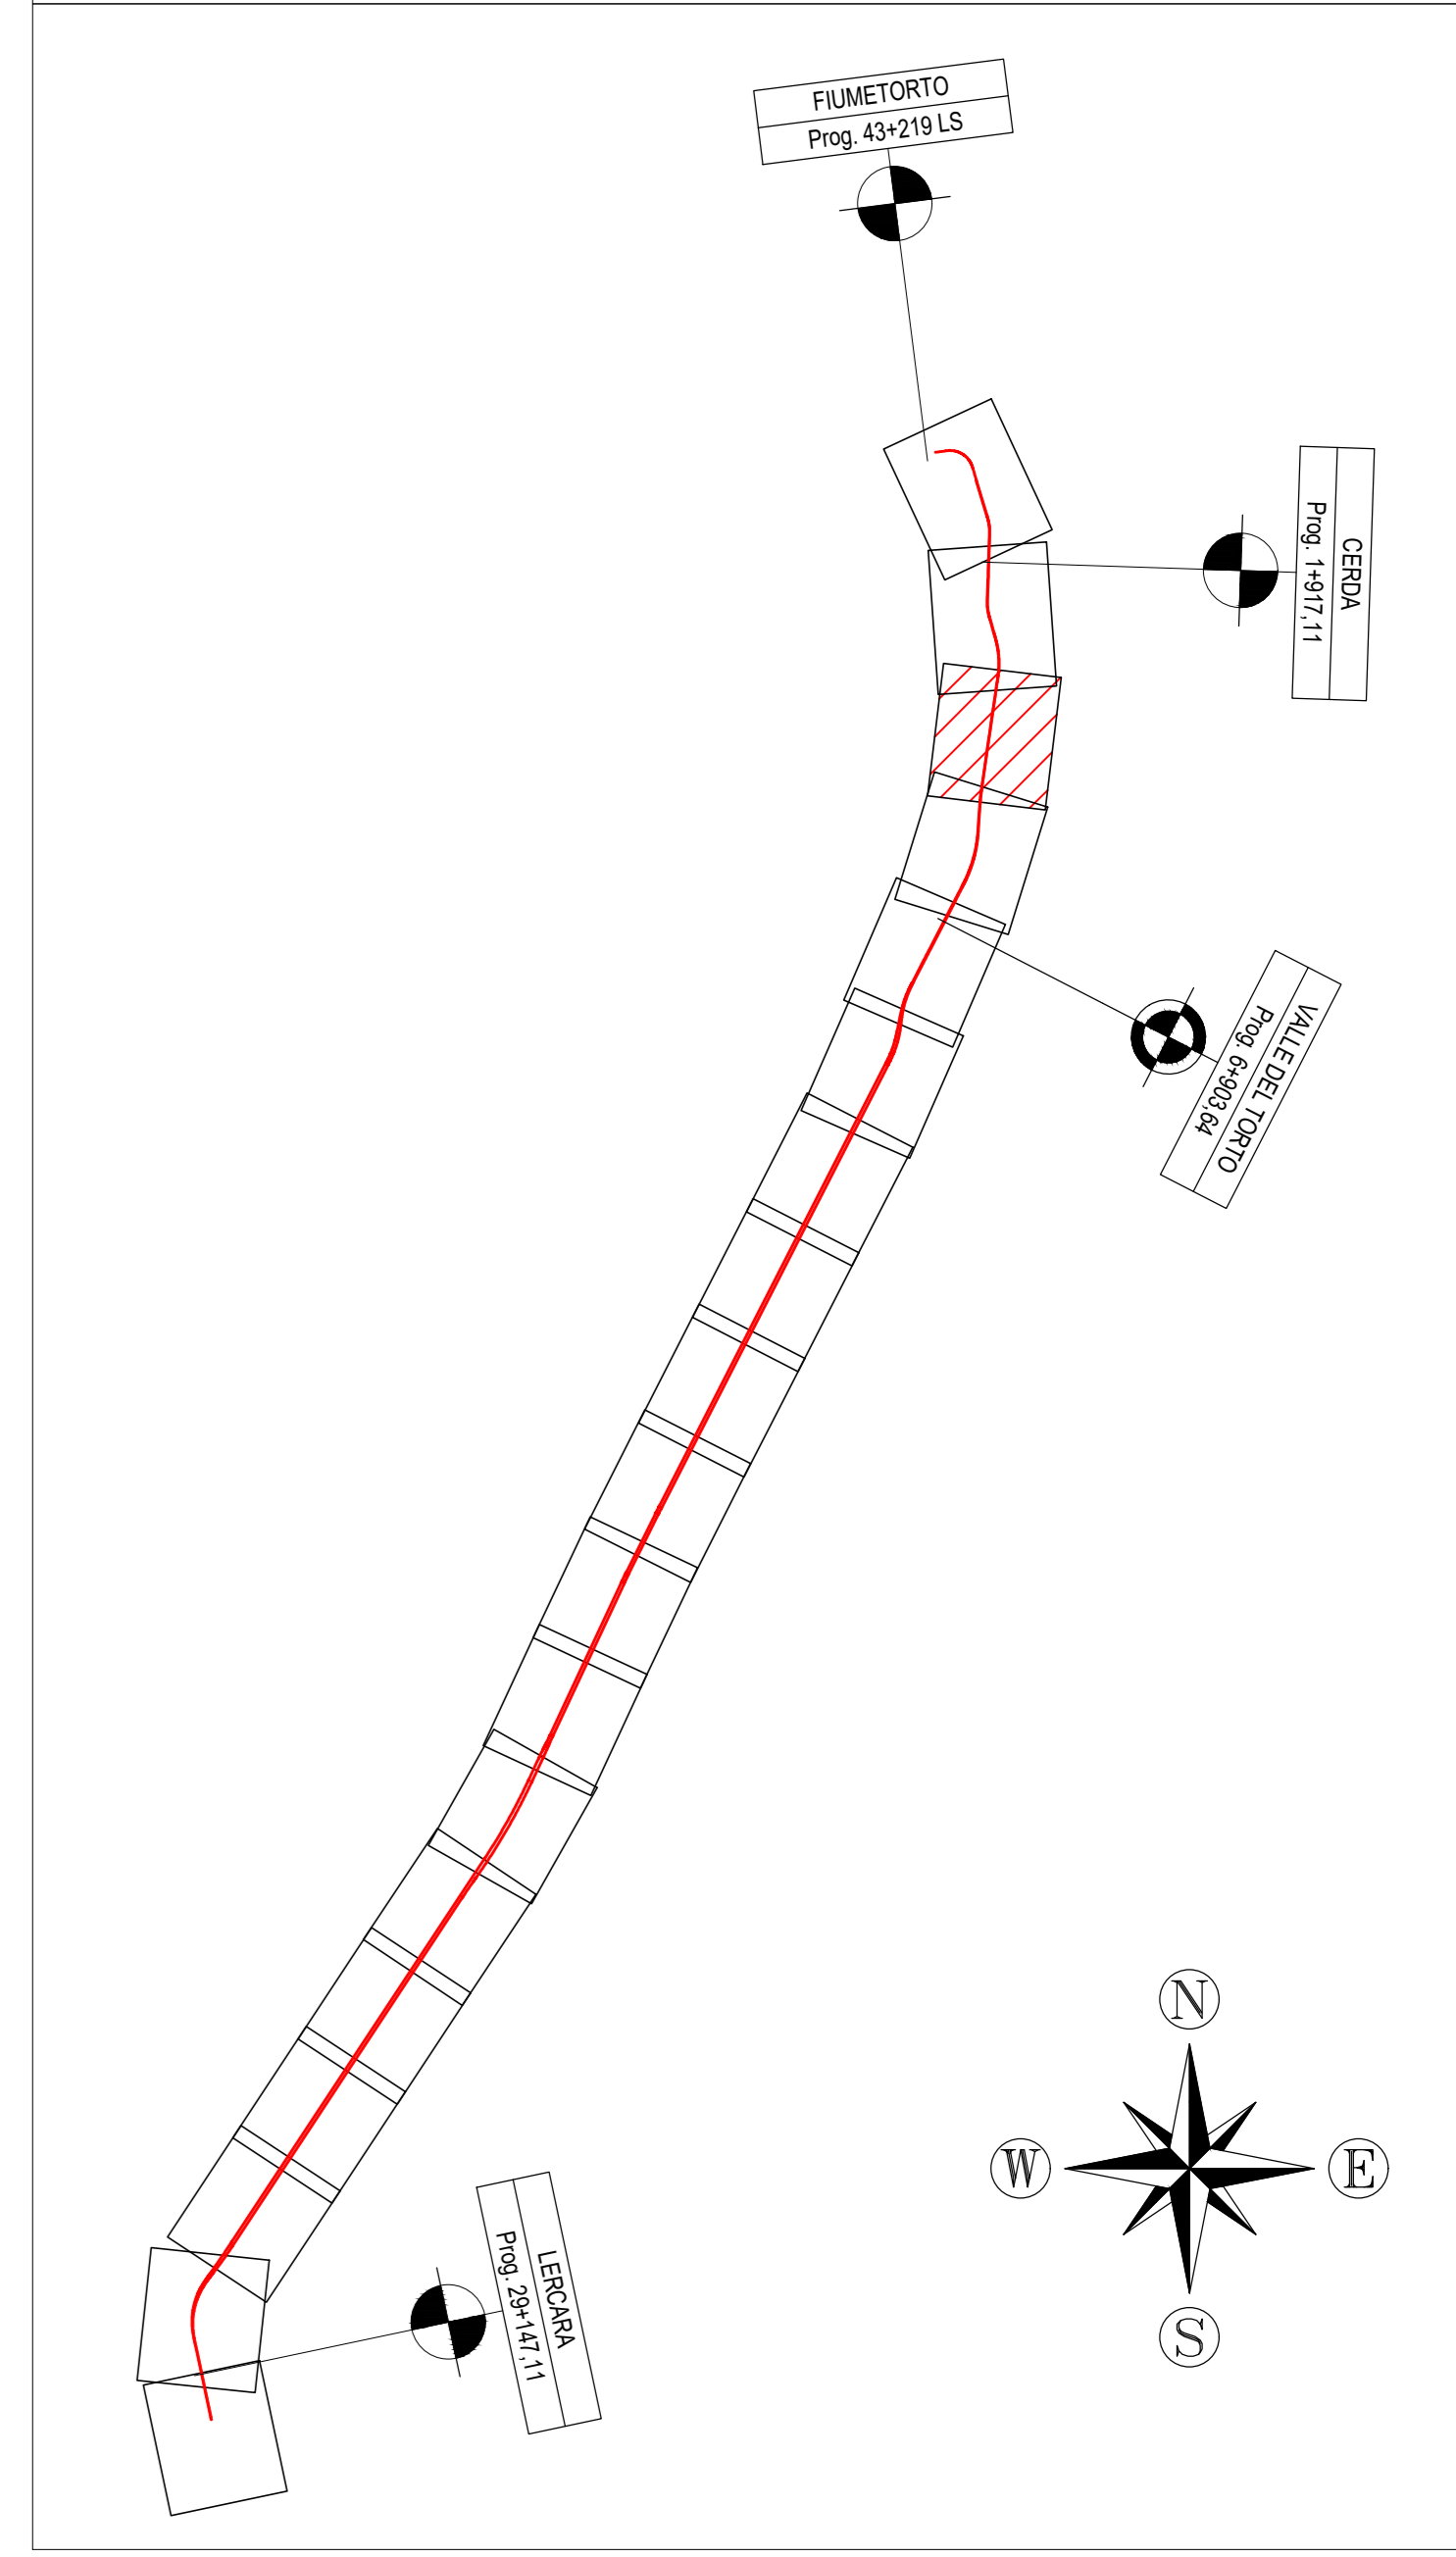 FIUMETORTO
Prog. 43+219 LS
CERDA
Prog. 1+917,11
VALLE DEL TORTO
Prog. 6+903,64
LERCARA
Prog. 29+147,11
N
W
E
S